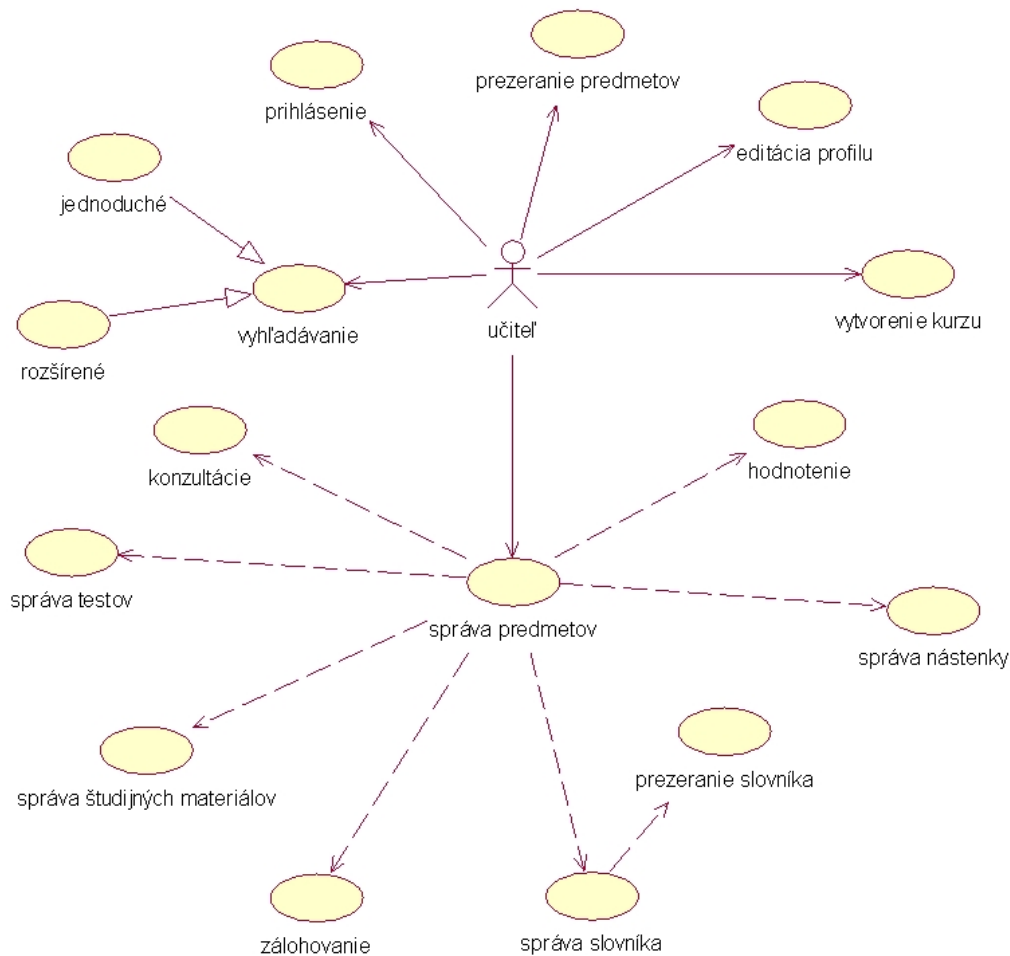 prezeranie predmetov
prihlásenie
editácia profilu
jednoduché
vytvorenie kurzu
učiteľ
vyhľadávanie
rozšírené
hodnotenie
konzultácie
správa testov
správa predmetov
správa nástenky
prezeranie slovníka
správa študijných materiálov
správa slovníka
zálohovanie